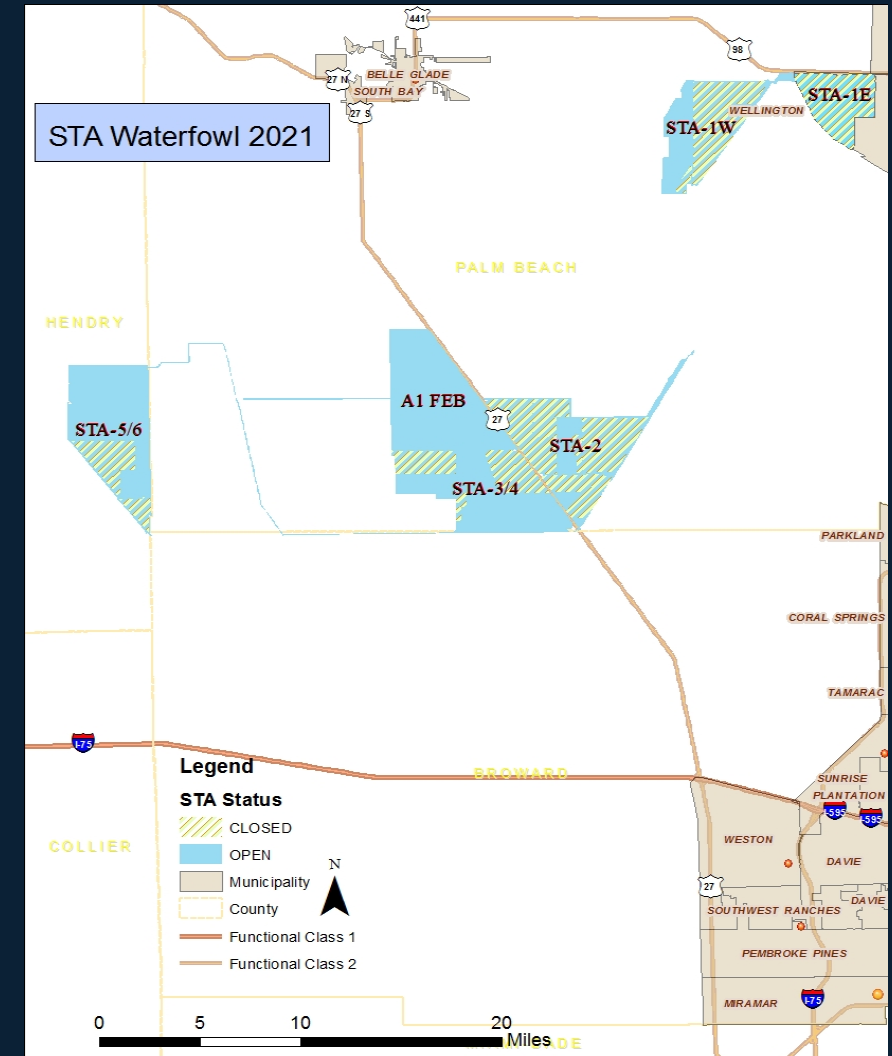 441
98
27 N
BELLE GLADE
SOUTH BAY
27 S
STA-1E
WELLINGTON
STA-1W
STA Waterfowl 2021
PALM BEACH
HENDRY
A1 FEB
27
STA-5/6
STA-2
STA-3/4
PARKLAND
CORAL SPRINGS
TAMARAC
I-75
BROWARD
SUNRISE
PLANTATION
I-595
I-595
WESTON
DAVIE
COLLIER
27
DAVIE
SOUTHWEST RANCHES
PEMBROKE PINES
MIRAMAR
I-75
Legend
STA Status
CLOSED
OPEN
Municipality
County
Functional Class 1
Functional Class 2
N
0 5 10 20
Miles
DADE